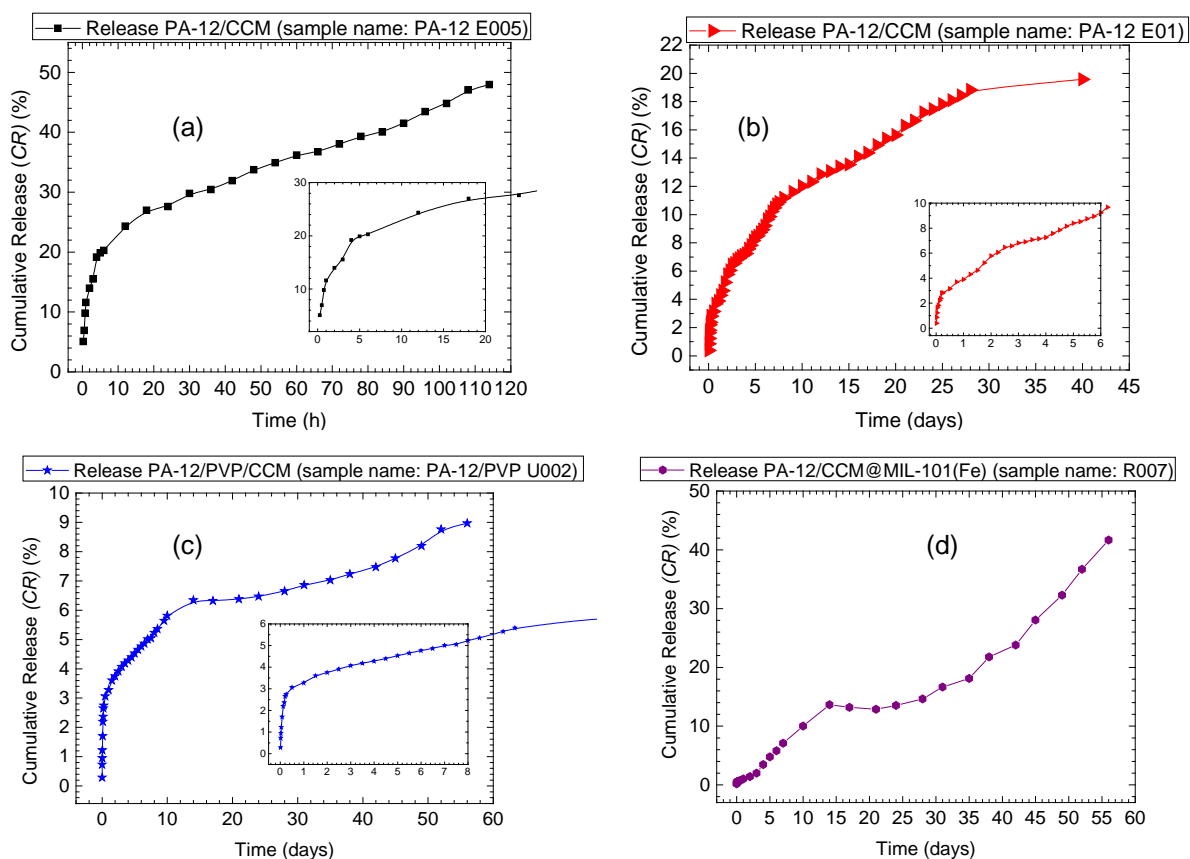 Release PA-12/CCM (sample name: PA-12 E005)
(a)
Cumulative Release (CR) (%)
50
40
30
20
10
0
0 10 20 30 40 50 60 70 80 90 100 110 120
Time (h)
30
20
10
0 5 10 15 20
Release PA-12/CCM (sample name: PA-12 E01)
(b)
Cumulative Release (CR) (%)
20
18
16
14
12
10
8
6
4
2
0
0 5 10 15 20 25 30 35 40 45
Time (days)
10
8
6
4
2
0
0 1 2 3 4 5 6
Release PA-12/PVP/CCM (sample name: PA-12/PVP U002)
(c)
Cumulative Release (CR) (%)
9
8
7
6
5
4
3
2
1
0
0 10 20 30 40 50 60
Time (days)
6
5
4
3
2
1
0
0 1 2 3 4 5 6 7 8
Release PA-12/CCM@MIL-101(Fe) (sample name: R007)
(d)
Cumulative Release (CR) (%)
50
40
30
20
10
0
0 5 10 15 20 25 30 35 40 45 50 55 60
Time (days)